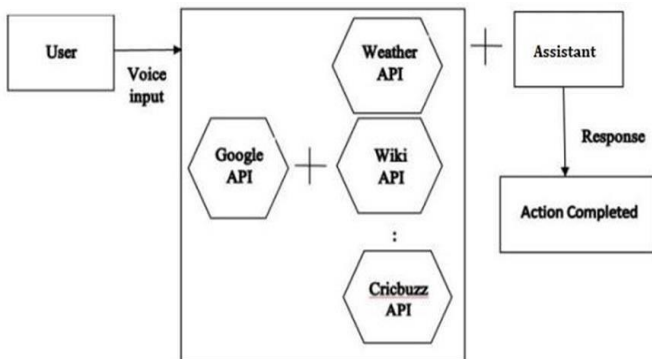 User
Voice
input
Weather
API
Google
API
Wiki
API
:
Cricbuzz
API
Assistant
Response
Action Completed